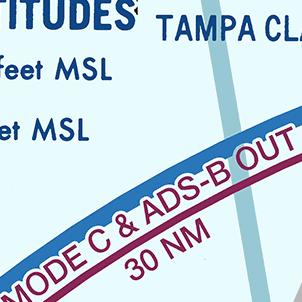 TITUDES
TAMPA CLA
feet MSL
et MSL
MODE C & ADS-B OUT
30 NM